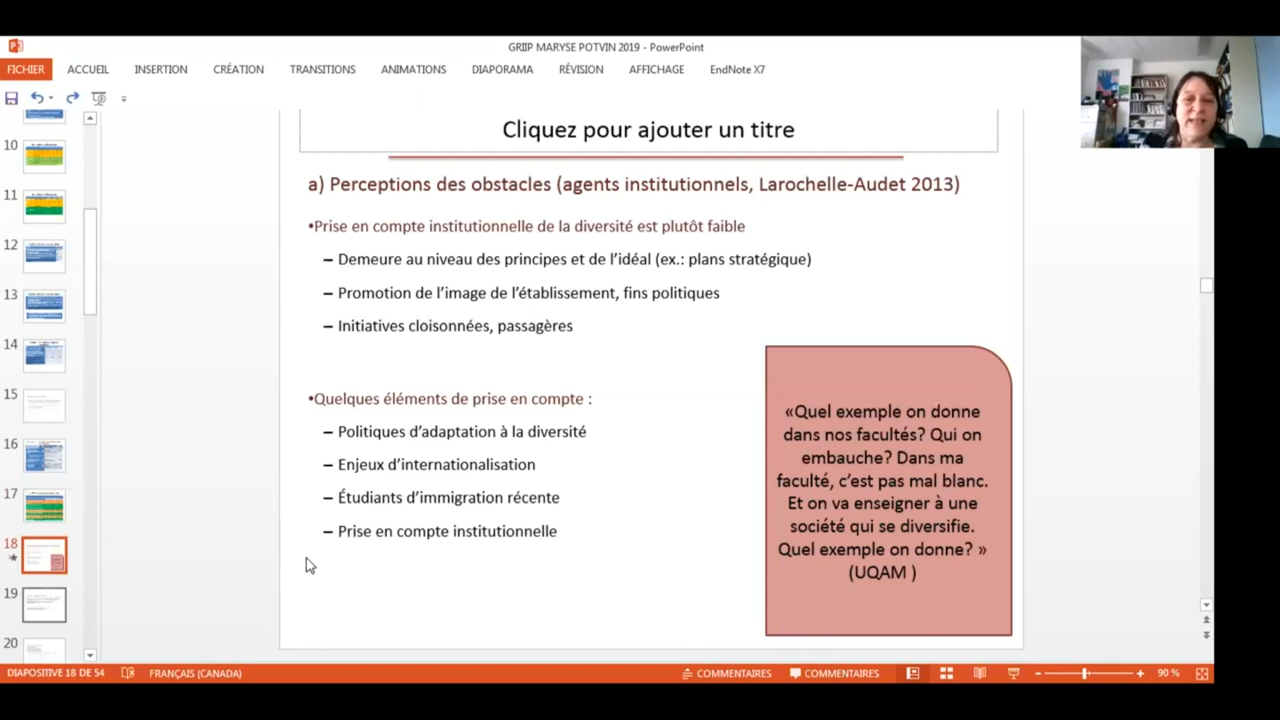 GRIIP MARYSE POTVIN 2019 - PowerPoint
FICHIER ACCUEIL INSERTION CRÉATION TRANSITIONS ANIMATIONS DIAPORAMA RÉVISION AFFICHAGE EndNote X7
Cliquez pour ajouter un titre
a) Perceptions des obstacles (agents institutionnels, Larochelle-Audet 2013)
•Prise en compte institutionnelle de la diversité est plutôt faible
– Demeure au niveau des principes et de l'idéal (ex.: plans stratégique)
– Promotion de l'image de l'établissement, fins politiques
– Initiatives cloisonnées, passagères
•Quelques éléments de prise en compte :
– Politiques d'adaptation à la diversité
– Enjeux d'internationalisation
– Étudiants d'immigration récente
– Prise en compte institutionnelle
«Quel exemple on donne
dans nos facultés? Qui on
embauche? Dans ma
faculté, c'est pas mal blanc.
Et on va enseigner à une
société qui se diversifie.
Quel exemple on donne? »
(UQAM )
10
11
12
13
14
15
16
17
18
19
20
DIAPOSITIVE 18 DE 54 FRANÇAIS (CANADA) COMMENTAIRES COMMENTAIRES 90 %